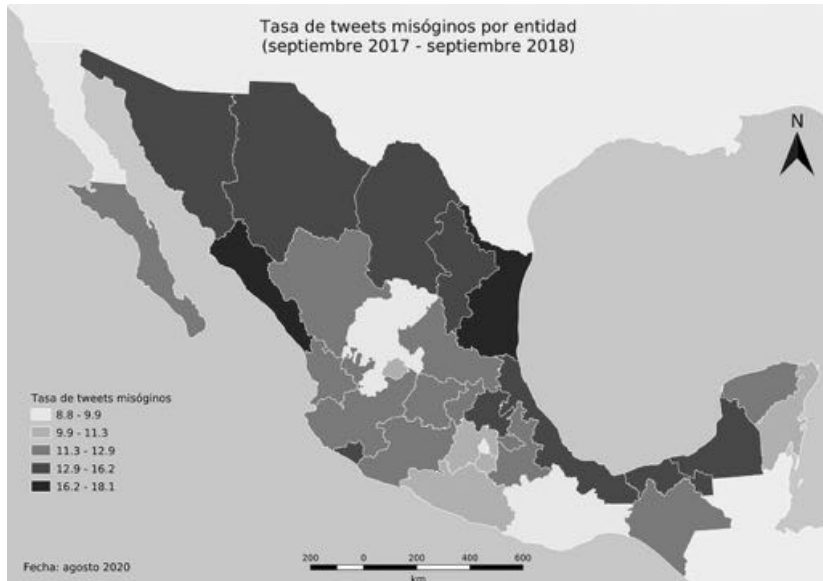 Tasa de tweets misóginos por entidad
(septiembre 2017 - septiembre 2018)
N
Tasa de tweets misóginos
8.8 - 9.9
9.9 - 11.3
11.3 - 12.9
12.9 - 16.2
16.2 - 18.1
Fecha: agosto 2020
200 0 200 400 600
km